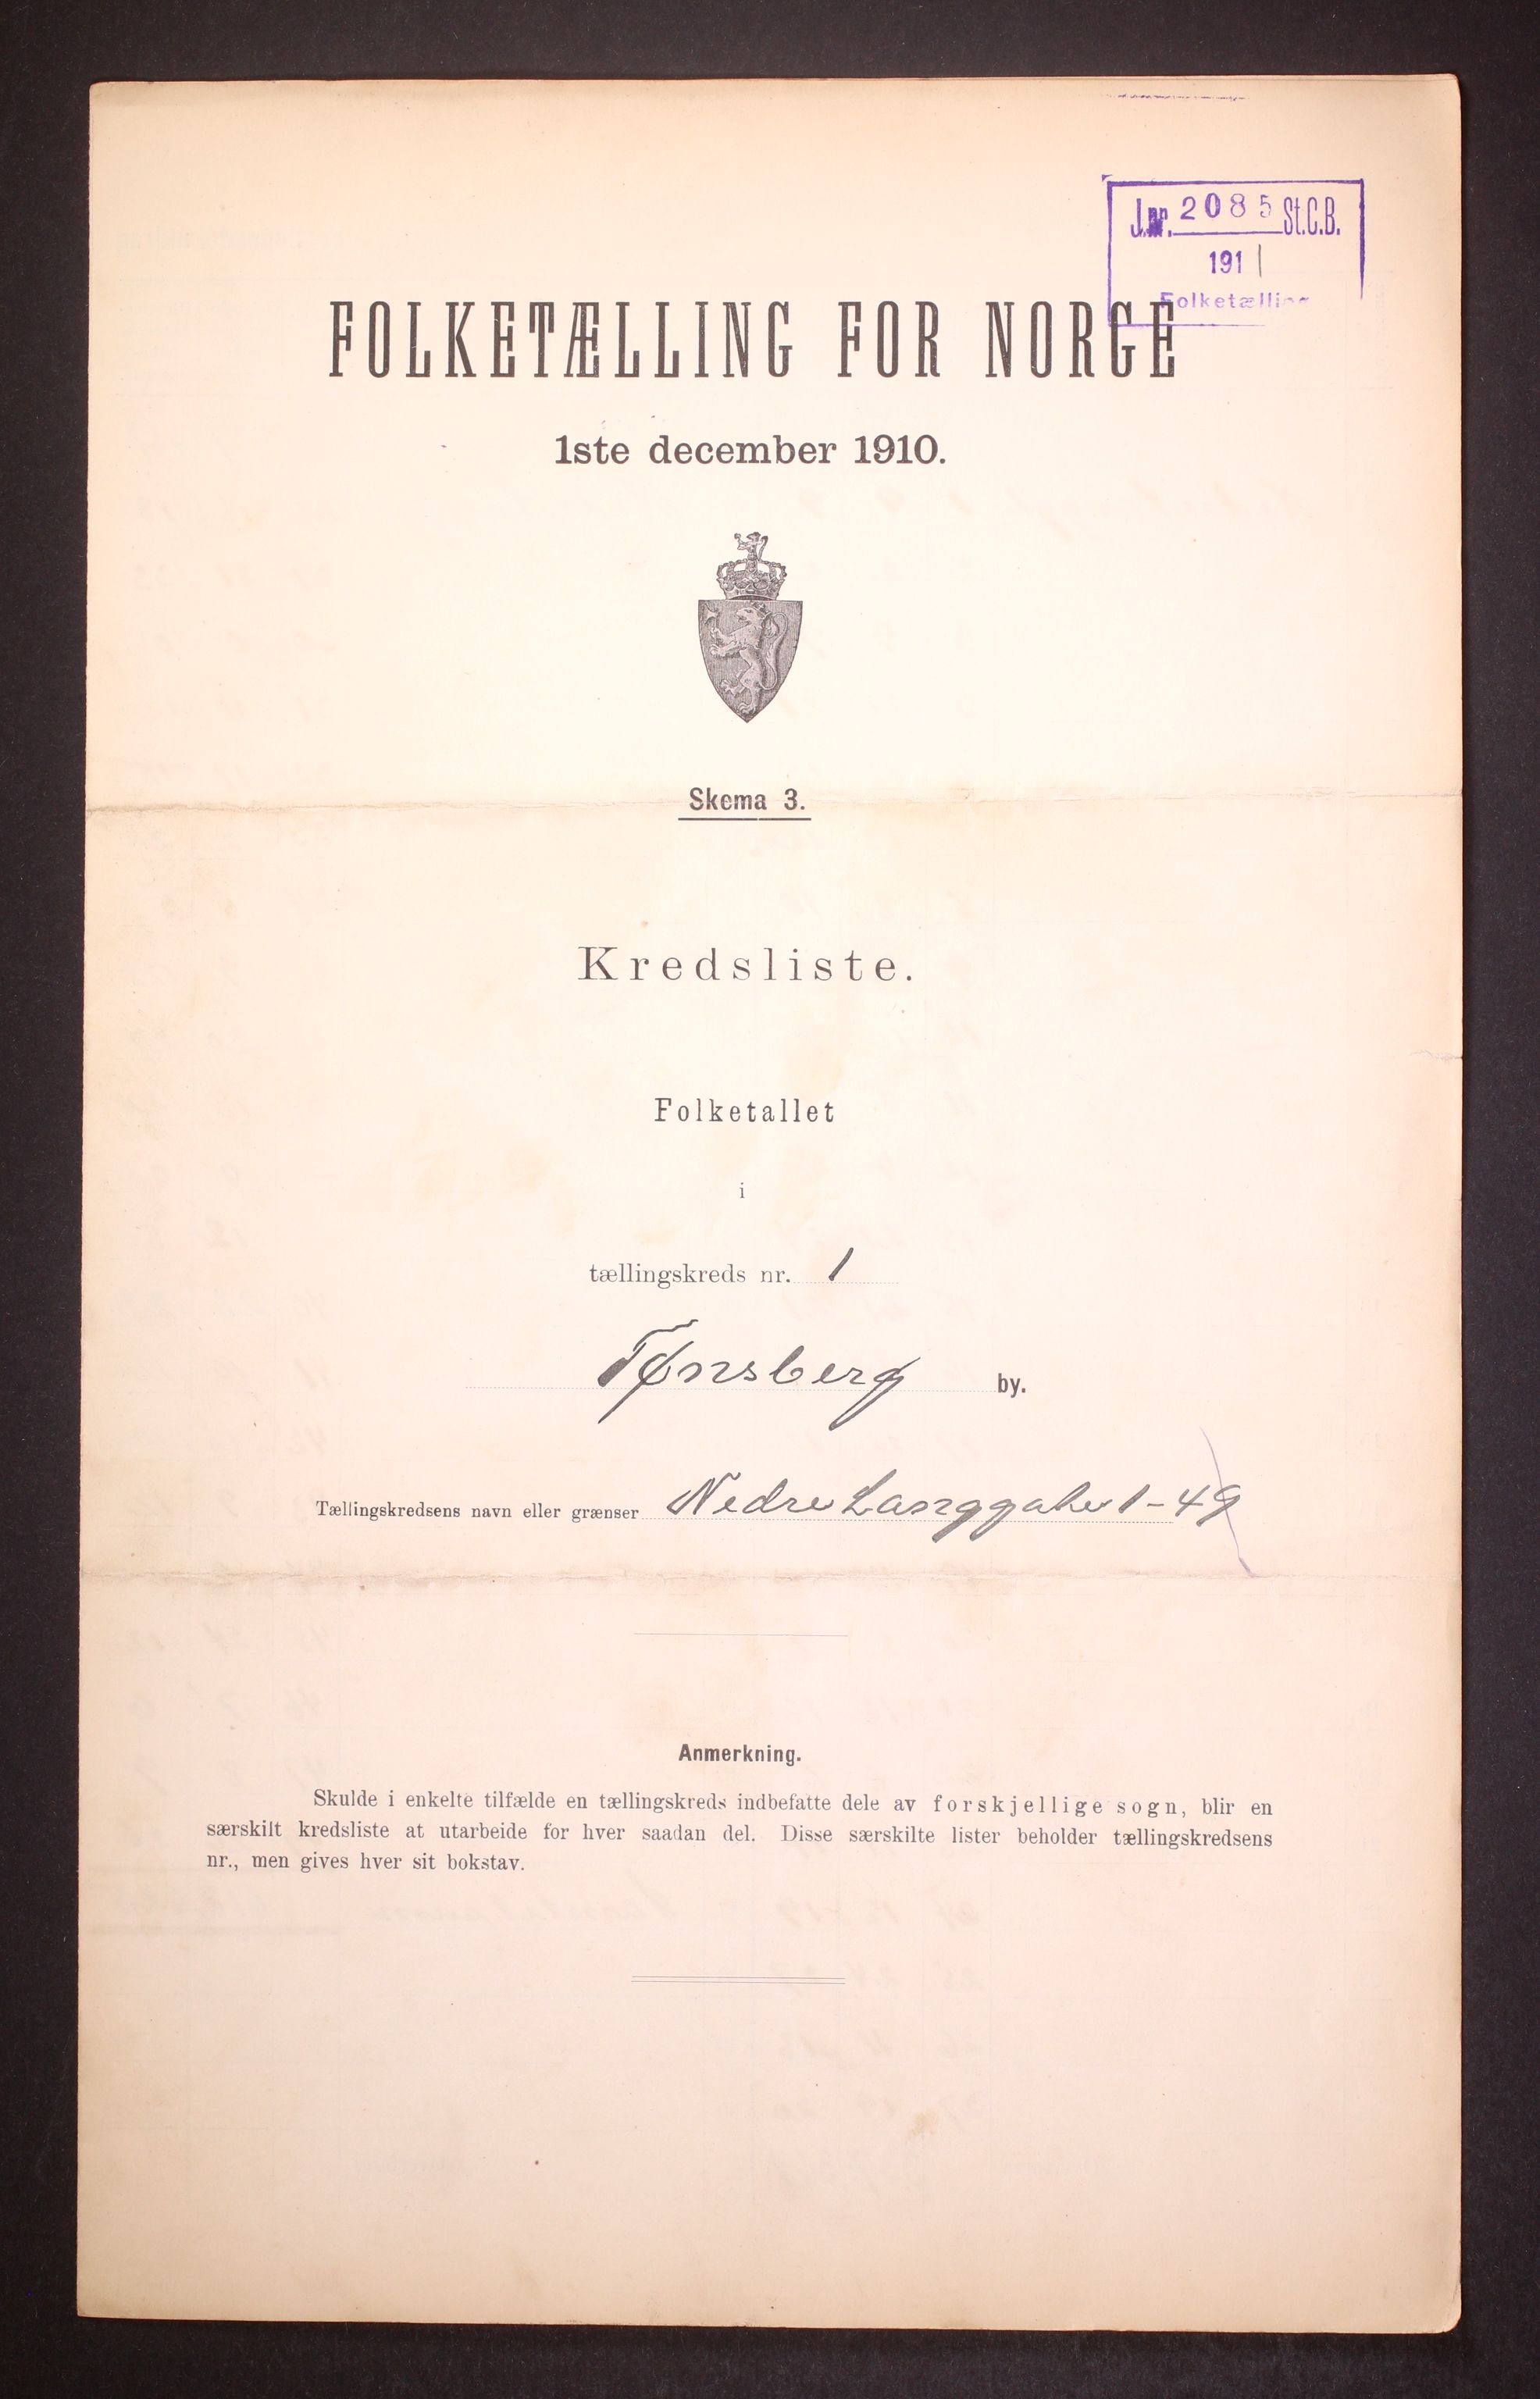 J.nr. 2085 St.C.B.
191 1
Folketælling
FOLKETÆLLING FOR NORGE
1ste december 1910.
Skema 3.
Kredsliste.
Folketallet
i
tællingskreds nr. 1
Tønsberg by.
Tællingskredsens navn eller grænser Nedre Langgate 1-49
Anmerkning.
Skulde i enkelte tilfælde en tællingskreds indbefatte dele av forskjellige sogn, blir en
særskilt kredsliste at utarbeide for hver saadan del. Disse særskilte lister beholder tællingskredsens
nr., men gives hver sit bokstav.